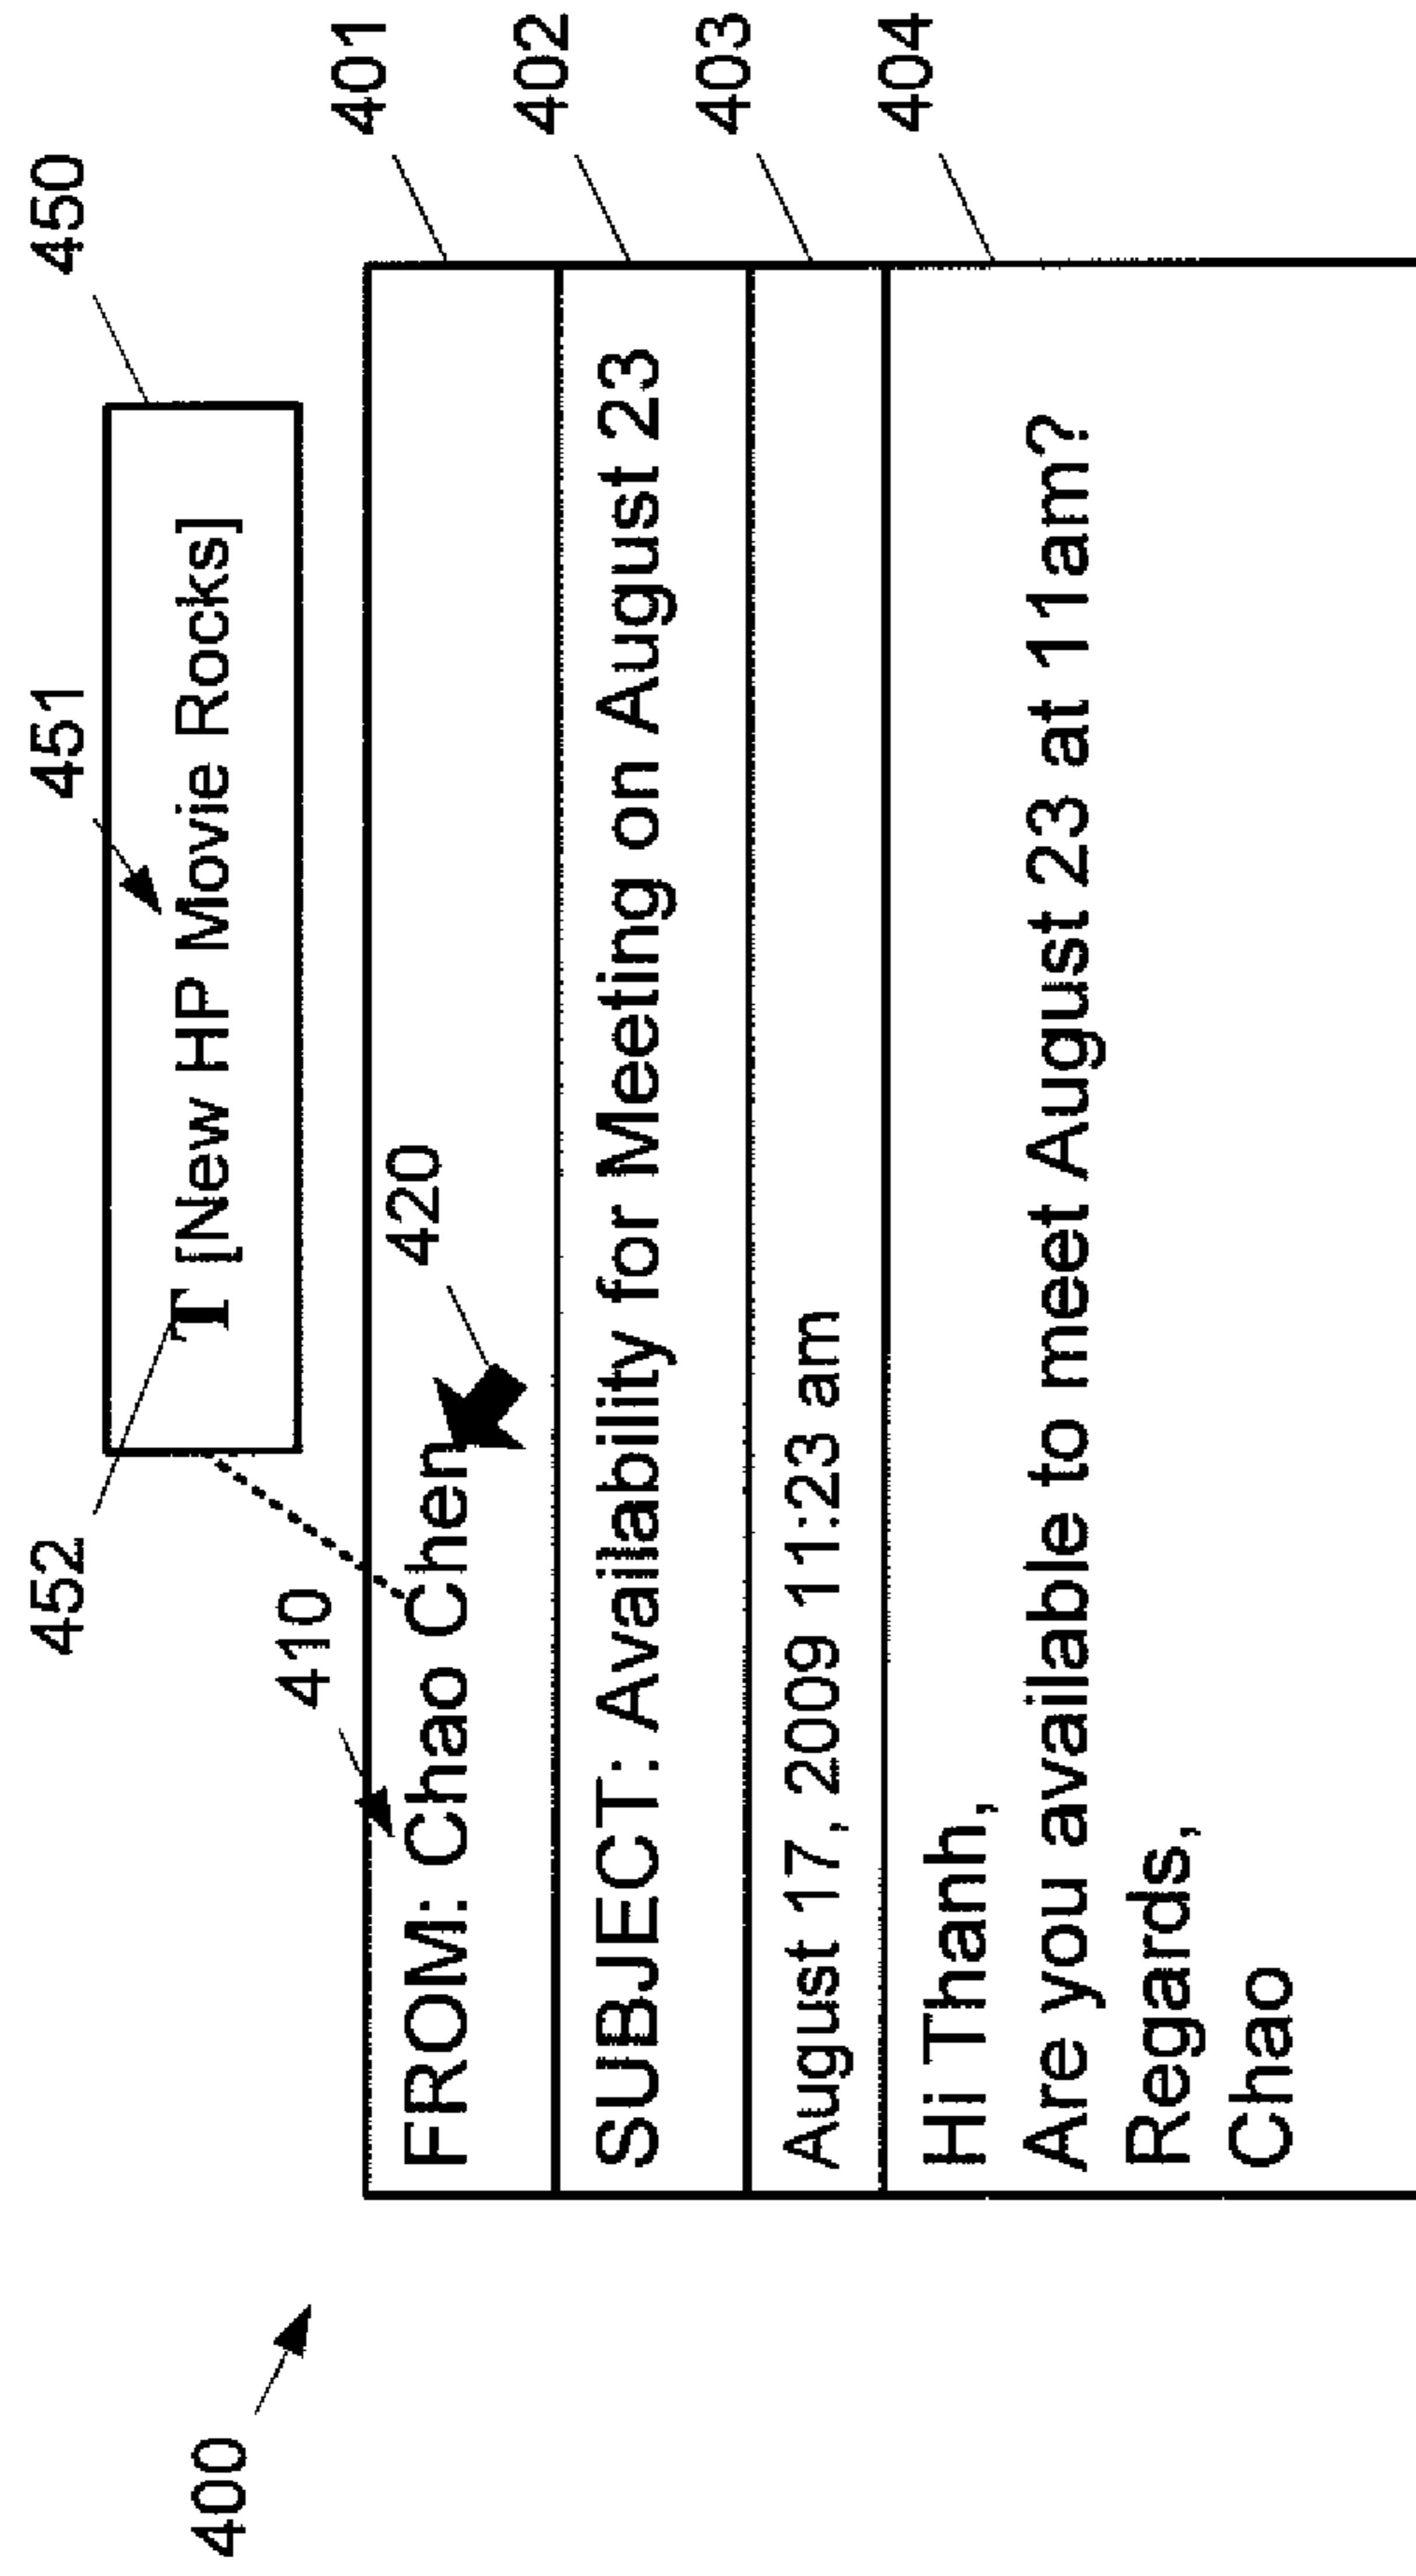 452
451
450
T [New HP Movie Rocks]
400
410
420
401
FROM: Chao Chen
402
SUBJECT: Availability for Meeting on August 23
403
August 17, 2009 11:23 am
404
Hi Thanh,
Are you available to meet August 23 at 11am?
Regards,
Chao